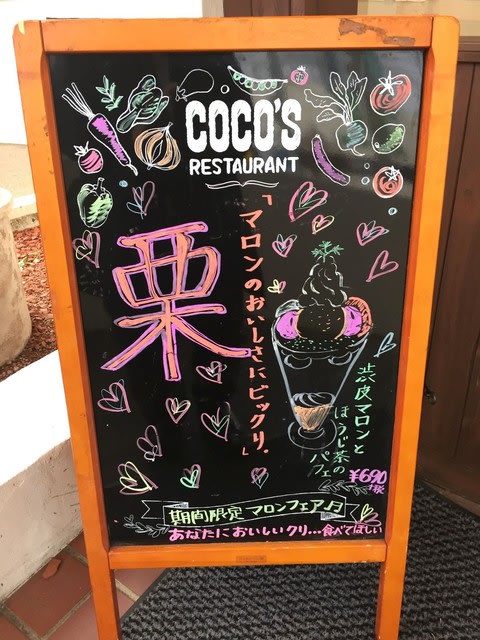 COCO'S
RESTAURANT
「マロンのおいしさにビックリ。」
栗
渋皮マロンと
ほうじ茶の
パフェ
¥690
+税
期間限定 マロンフェア♪
あなたにおいしいクリ…食べてほしい